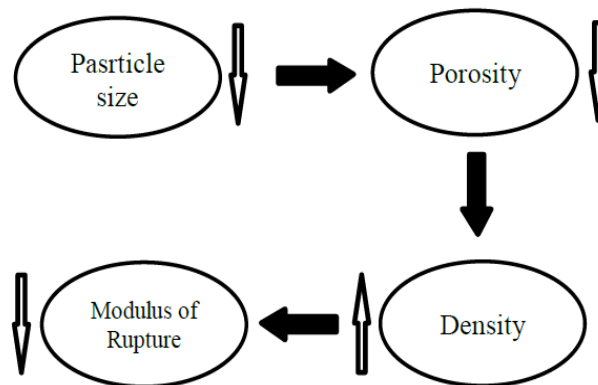 Pasrticle
size
Porosity
Modulus of
Rupture
Density